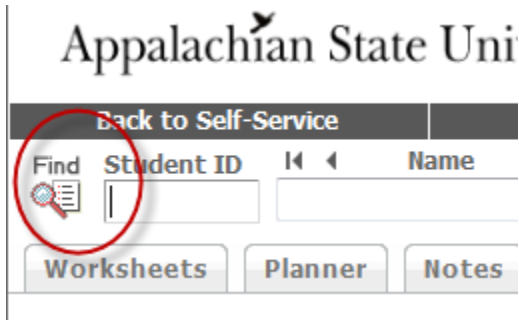 Appalachian State Uni
Back to Self-Service
Find Student ID Name
Worksheets Planner Notes